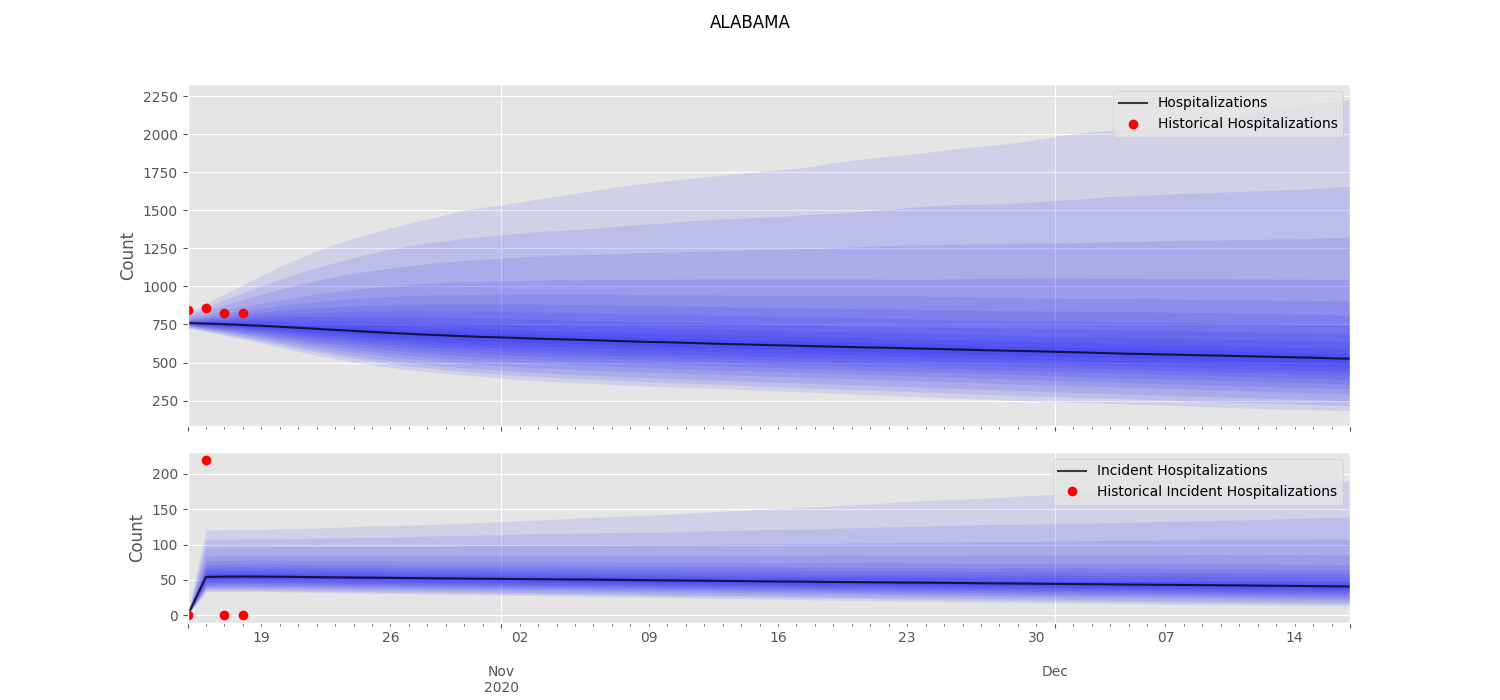 ALABAMA
2250
2000
1750
1500
1250
1000
750
500
250
Count
Hospitalizations
Historical Hospitalizations
200
150
100
50
0
Count
Incident Hospitalizations
Historical Incident Hospitalizations
19 26 02 09 16 23 30 07 14
Nov Dec
2020